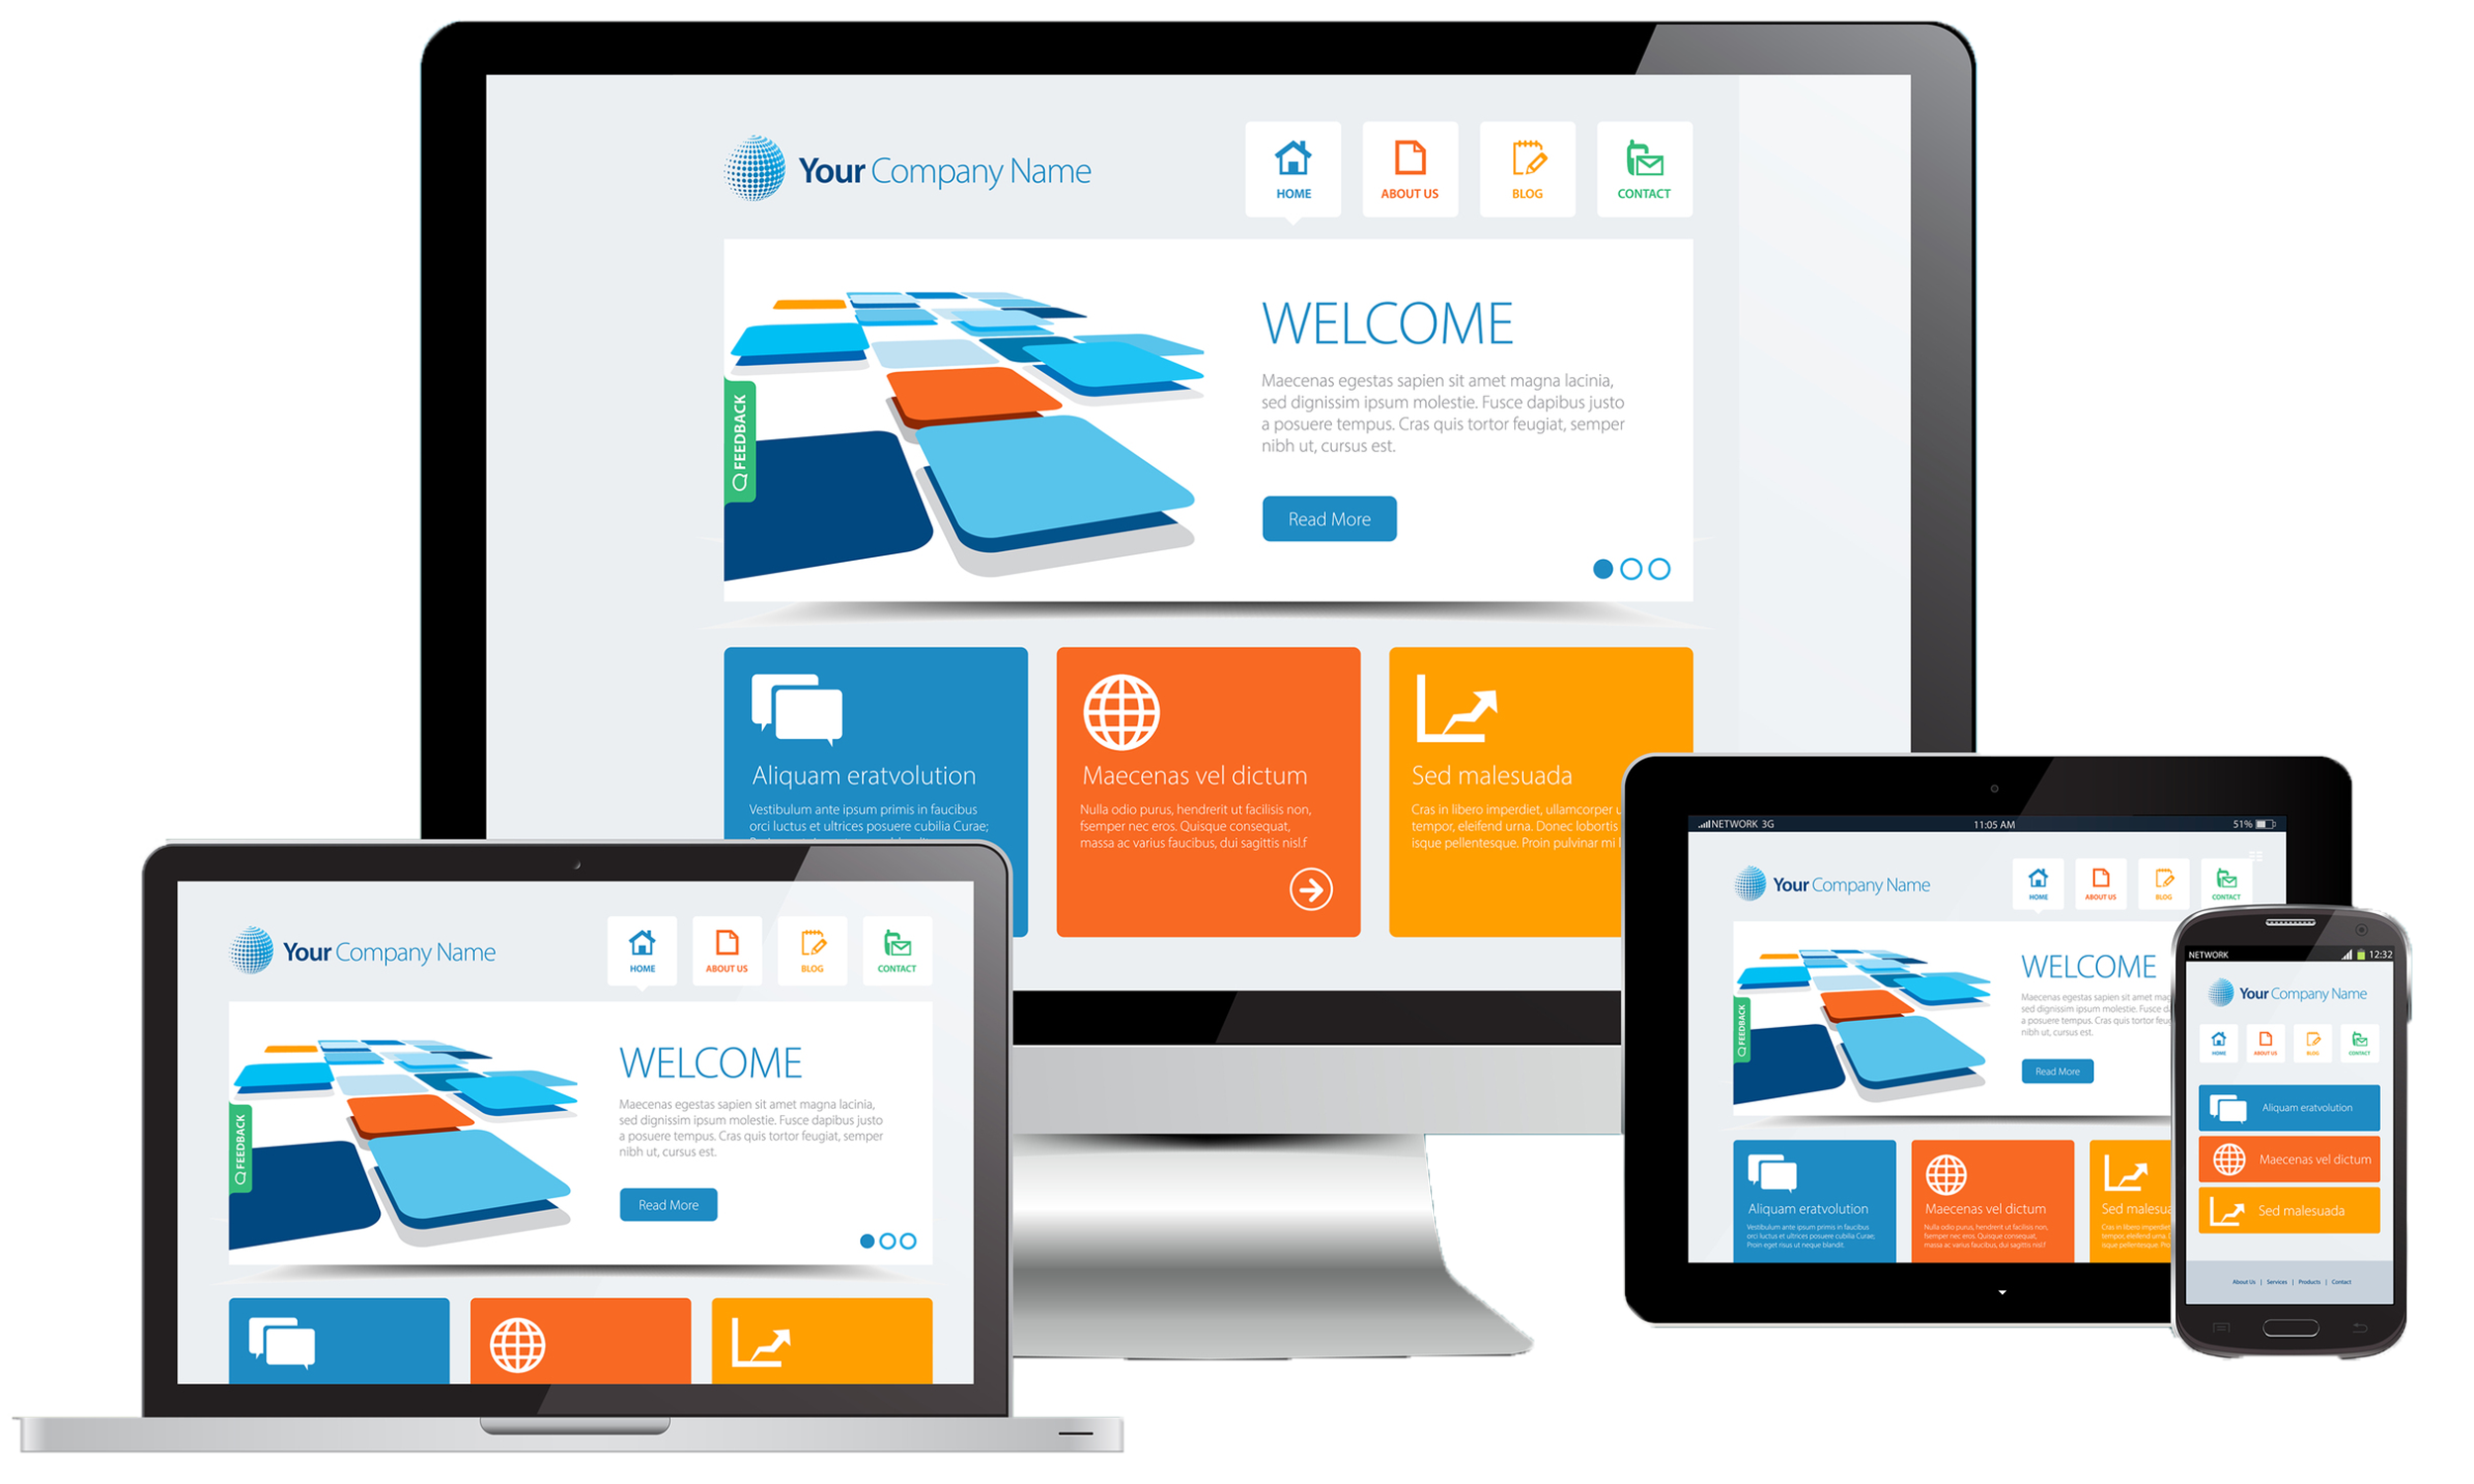 Your Company Name
HOME
ABOUT US
BLOG
CONTACT
FEEDBACK
WELCOME
Maecenas egestas sapien sit amet magna lacinia,
sed dignissim ipsum molestie. Fusce dapibus justo
a posuere tempus. Cras quis tortor feugiat, semper
nibh ut, cursus est.
Read More
Aliquam eratvolution
Vestibulum ante ipsum primis in faucibus
orci luctus et ultrices posuere cubilia Curae;
Maecenas vel dictum
Nulla odio purus, hendrerit ut facilisis non,
fsemper nec eros. Quisque consequat,
massa ac varius faucibus, dui sagittis nisl.f
Sed malesuada
Cras in libero imperdiet, ullamcorper u
tempor, eleifend urna. Donec lobortis
isque pellentesque. Proin pulvinar mi
Your Company Name
HOME
ABOUT US
BLOG
CONTACT
FEEDBACK
WELCOME
Maecenas egestas sapien sit amet magna lacinia,
sed dignissim ipsum molestie. Fusce dapibus justo
a posuere tempus. Cras quis tortor feugiat, semper
nibh ut, cursus est.
Read More
NETWORK 3G
11:05 AM
51%
Your Company Name
HOME
ABOUT US
BLOG
CONTACT
FEEDBACK
WELCOME
Maecenas egestas sapien sit amet mag
sed dignissim ipsum molestie. Fusce d
a posuere tempus. Cras quis tortor feug
nibh ut, cursus est.
Read More
Aliquam eratvolution
Vestibulum ante ipsum primis in faucibus
orci luctus et ultrices posuere cubilia Curae;
Proin eget risus ut neque blandit.
Maecenas vel dictum
Nulla odio purus, hendrerit ut facilisis non,
fsemper nec eros. Quisque consequat,
massa ac varius faucibus, dui sagittis nisl.f
Sed malesua
Cras in libero imperdiet
tempor, eleifend urna.
isque pellentesque. Pro
NETWORK
12:32
Your Company Name
HOME
ABOUT US
BLOG
CONTACT
Aliquam eratvolution
Maecenas vel dictum
Sed malesuada
About Us | Services | Products | Contact